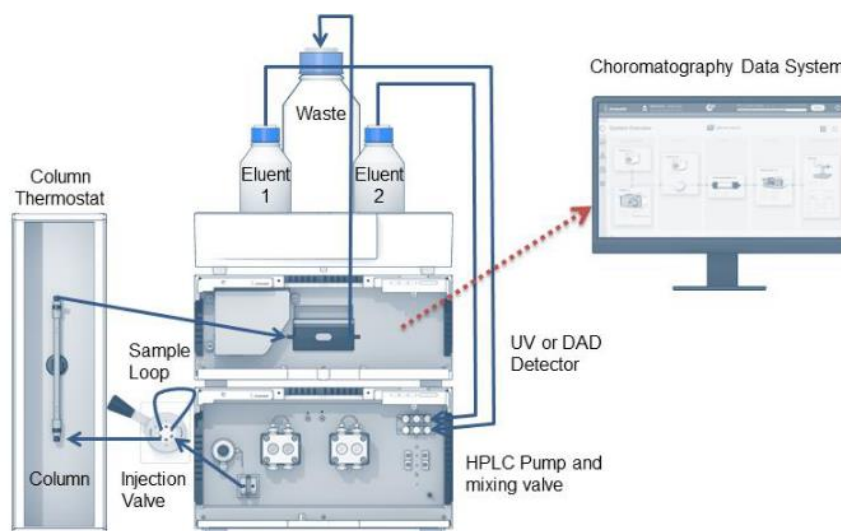 Choromatography Data System
Waste
Eluent
1
Eluent
2
Column
Thermostat
UV or DAD
Detector
Sample
Loop
HPLC Pump and
mixing valve
Column
Injection
Valve